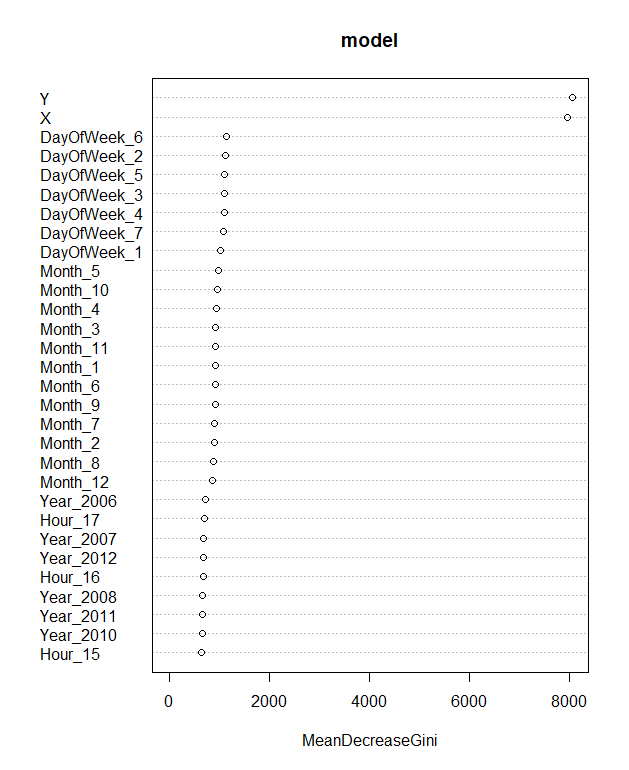 model
Y
X
DayOfWeek_6
DayOfWeek_2
DayOfWeek_5
DayOfWeek_3
DayOfWeek_4
DayOfWeek_7
DayOfWeek_1
Month_5
Month_10
Month_4
Month_3
Month_11
Month_1
Month_6
Month_9
Month_7
Month_2
Month_8
Month_12
Year_2006
Hour_17
Year_2007
Year_2012
Hour_16
Year_2008
Year_2011
Year_2010
Hour_15
0 2000 4000 6000 8000
MeanDecreaseGini